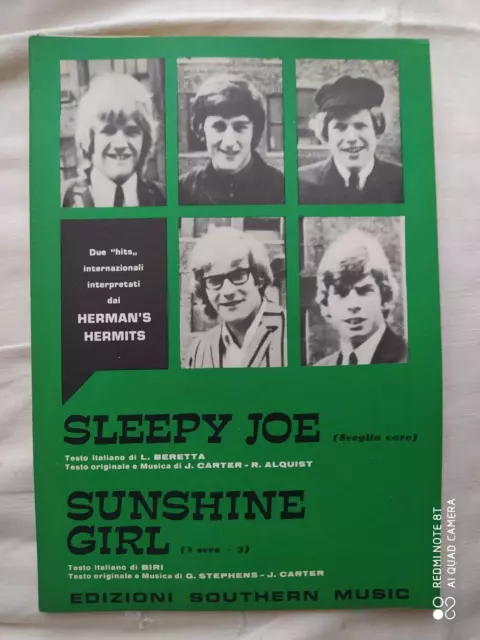 Due "hits„
internazionali
interpretati
dai
HERMAN'S
HERMITS
SLEEPY JOE (Sveglia caro)
Testo italiano di L. BERETTA
Testo originale e Musica di J. CARTER - R. ALQUIST
SUNSHINE
GIRL
Testo italiano di BIRI
Testo originale e Musica di G. STEPHENS - J. CARTER
EDIZIONI SOUTHERN MUSIC
REDMI NOTE 8T
AI QUAD CAMERA